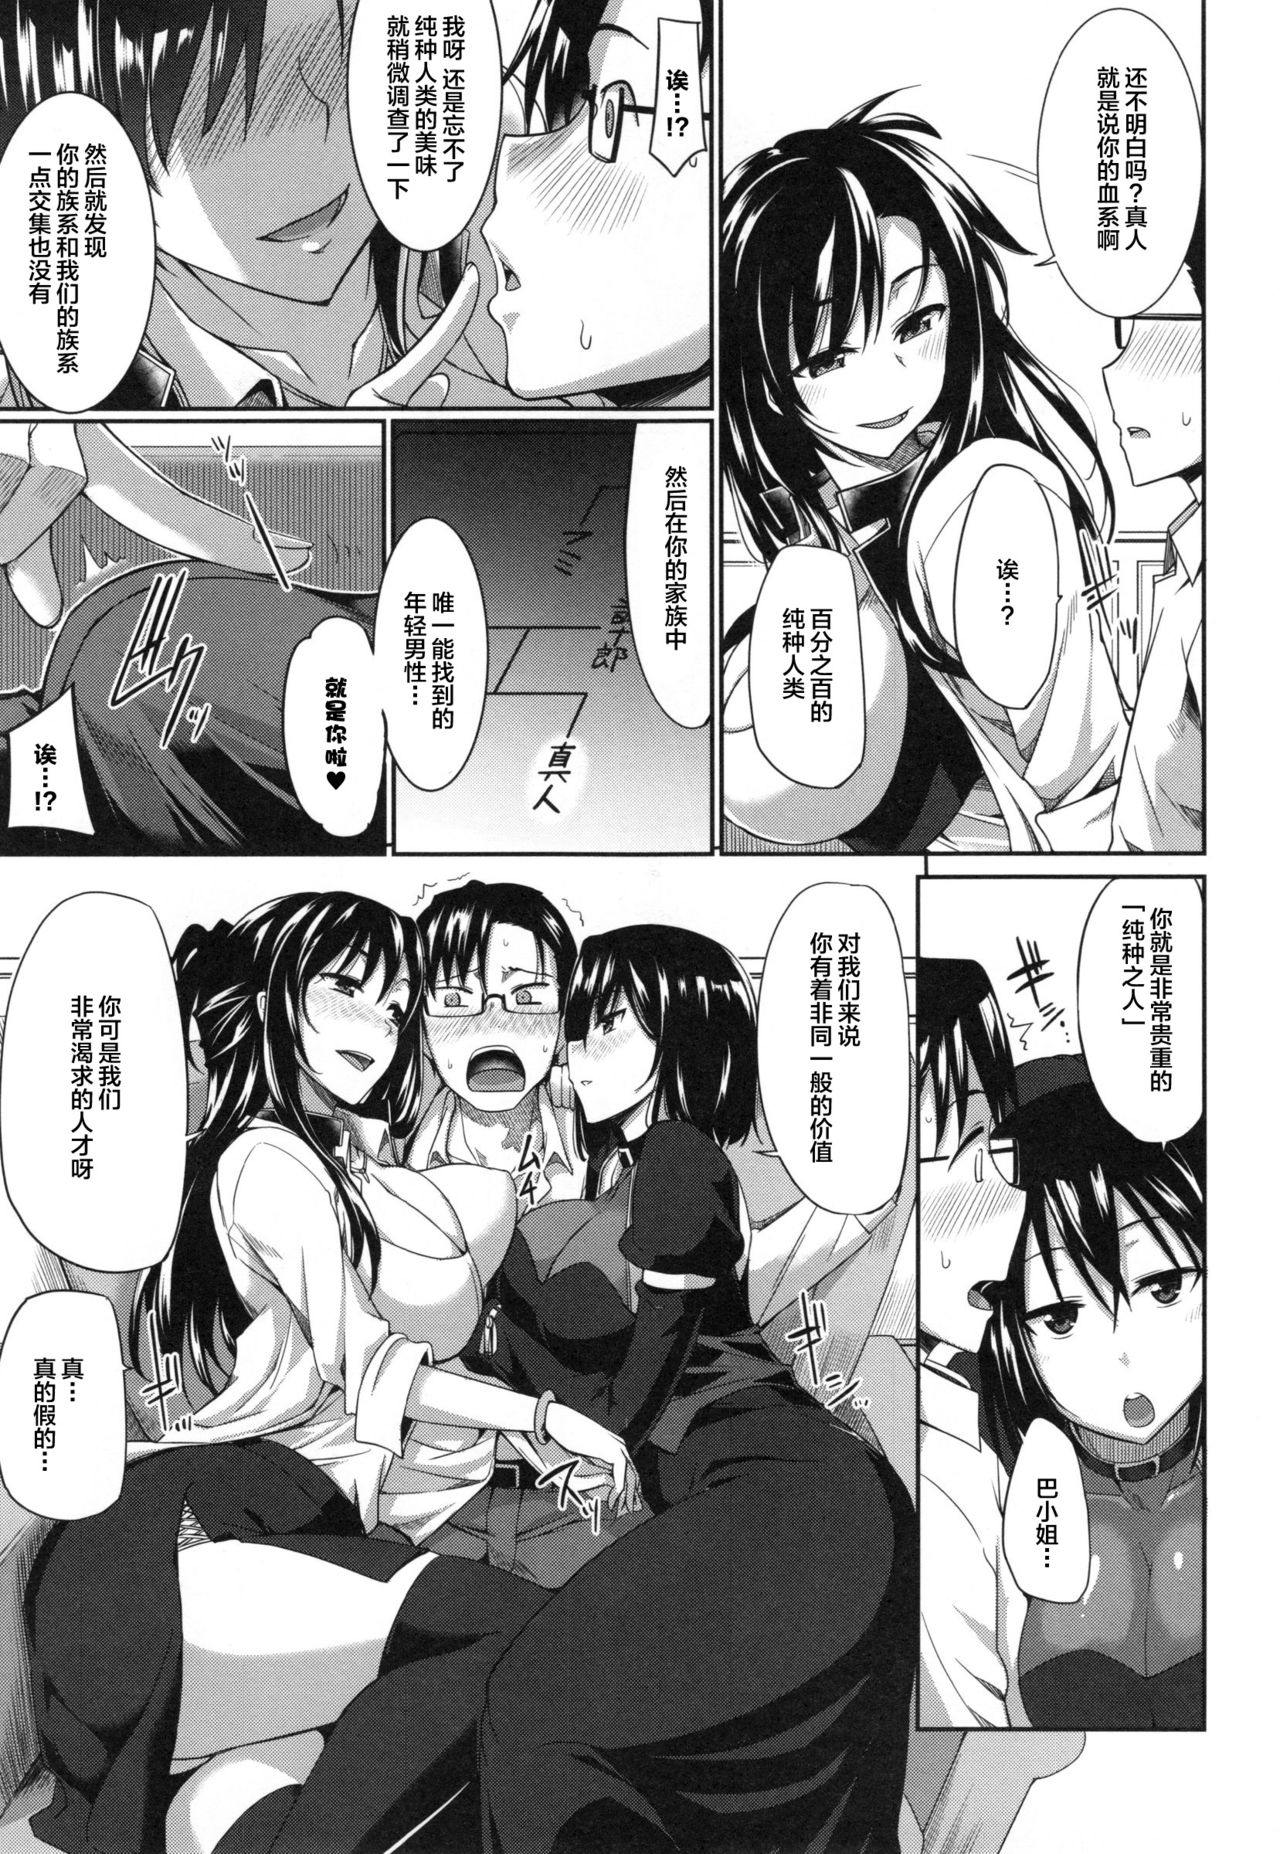 还不明白吗？真人
就是说你的血系啊
诶…？
百分之百的
纯种人类
诶…!?
我呀 还是忘不了
纯种人类的美味
就稍微调查了一下
然后就发现
你的族系和我们的族系
一点交集也没有
然后在你的家族中
真人
唯一能找到的
年轻男性…
就是你啦♥
诶…!?
你就是非常贵重的
「纯种之人」
巴小姐…
对我们来说
你有着非同一般的价值
ムチ
你可是我们
非常渴求的人才呀
真…
真的假的…